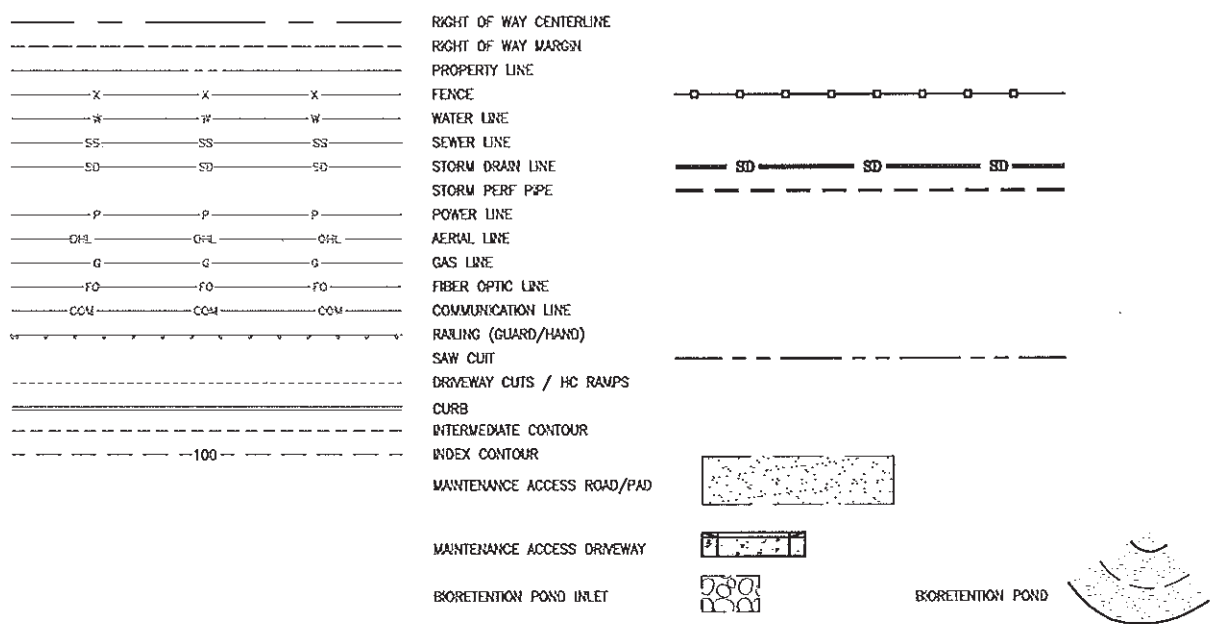 RIGHT OF WAY CENTERLINE
RIGHT OF WAY MARGIN
PROPERTY LINE
X X X FENCE
W W W WATER LINE
SS SS SS SEWER LINE
SD SD SD STORM DRAIN LINE SD SD SD
STORM PERF PIPE
P P P POWER LINE
OHL OHL OHL AERIAL LINE
G G G GAS LINE
FO FO FO FIBER OPTIC LINE
COM COM COM COMMUNICATION LINE
RAILING (GUARD/HAND)
SAW CUT
DRIVEWAY CUTS / HC RAMPS
CURB
INTERMEDIATE CONTOUR
100 INDEX CONTOUR
MAINTENANCE ACCESS ROAD/PAD
MAINTENANCE ACCESS DRIVEWAY
BIORETENTION POND INLET BIORETENTION POND